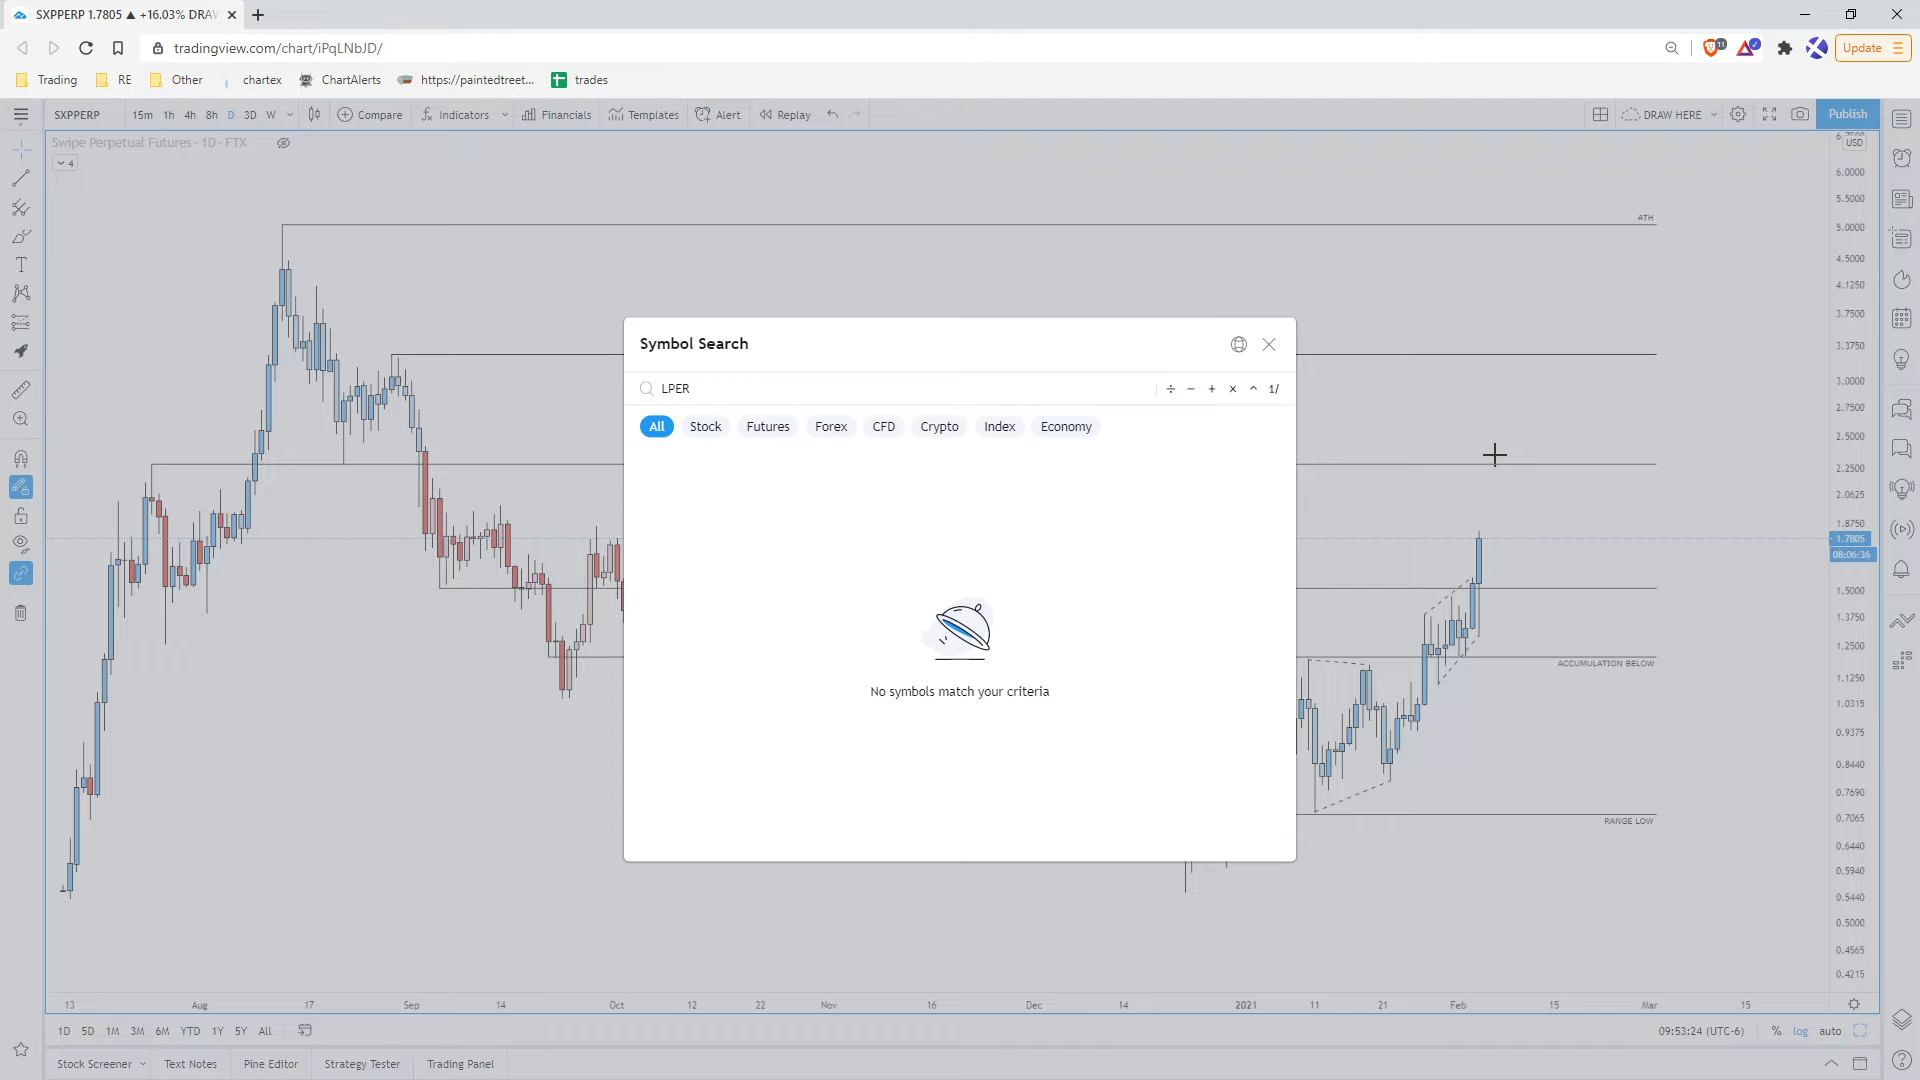 SXPPERP 1.7805 ▲ +16.03% DRAW
tradingview.com/chart/iPqLNbJD/
11
Update
Trading
RE
Other
chartex
ChartAlerts
https://paintedtreet...
trades
SXPPERP
15m 1h 4h 8h D 3D W
Compare
Indicators
Financials
Templates
Alert
Replay
DRAW HERE
Publish
Swipe Perpetual Futures · 1D · FTX
4
USD
6.0000
5.5000
ATH
5.0000
4.5000
4.1250
3.7500
3.3750
3.0000
2.7500
2.5000
2.2500
2.0625
1.8750
1.7805
08:06:36
1.5000
1.3750
1.2500
ACCUMULATION BELOW
1.1250
1.0315
0.9375
0.8440
0.7690
0.7065
RANGE LOW
0.6440
0.5940
0.5440
0.5000
0.4565
0.4215
Symbol Search
LPER
÷ − + × ^ 1/
All Stock Futures Forex CFD Crypto Index Economy
No symbols match your criteria
13 Aug 17 Sep 14 Oct 12 22 Nov 16 Dec 14 2021 11 21 Feb 15 Mar 15
1D 5D 1M 3M 6M YTD 1Y 5Y All
09:53:24 (UTC-6)
% log auto
Stock Screener
Text Notes
Pine Editor
Strategy Tester
Trading Panel